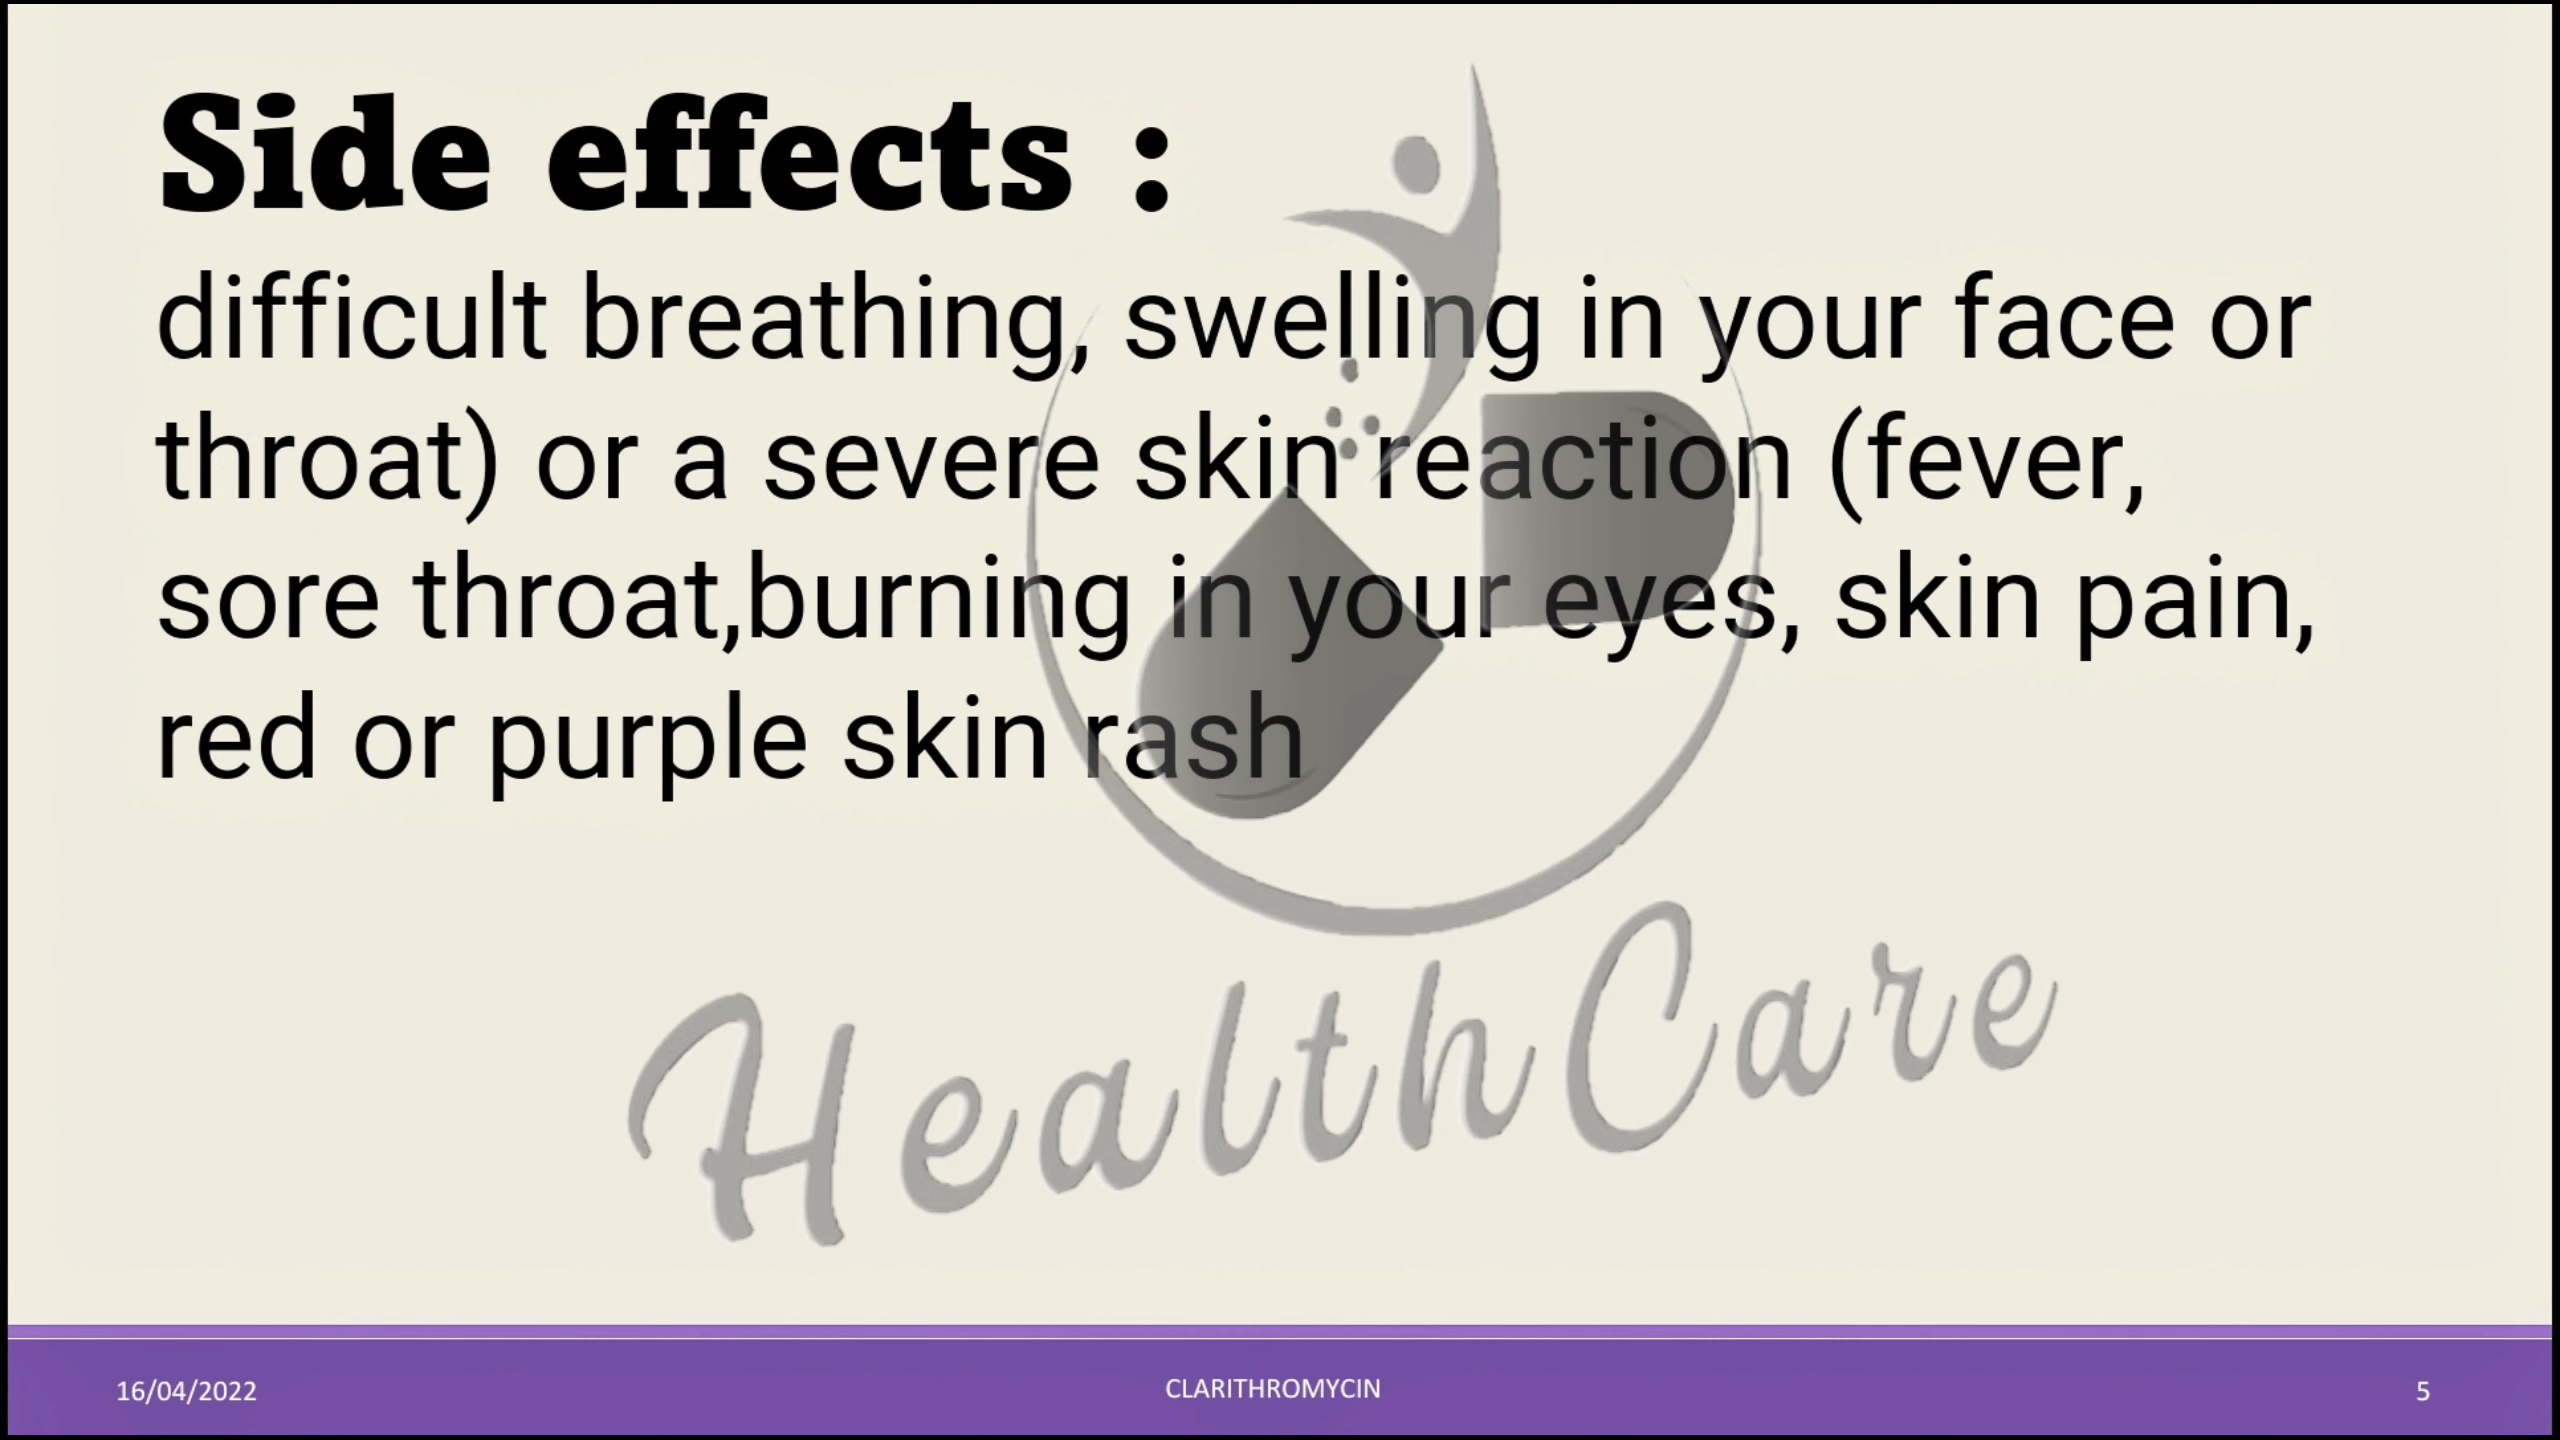 Side effects :
difficult breathing, swelling in your face or
throat) or a severe skin reaction (fever,
sore throat,burning in your eyes, skin pain,
red or purple skin rash
HealthCare
16/04/2022
CLARITHROMYCIN
5